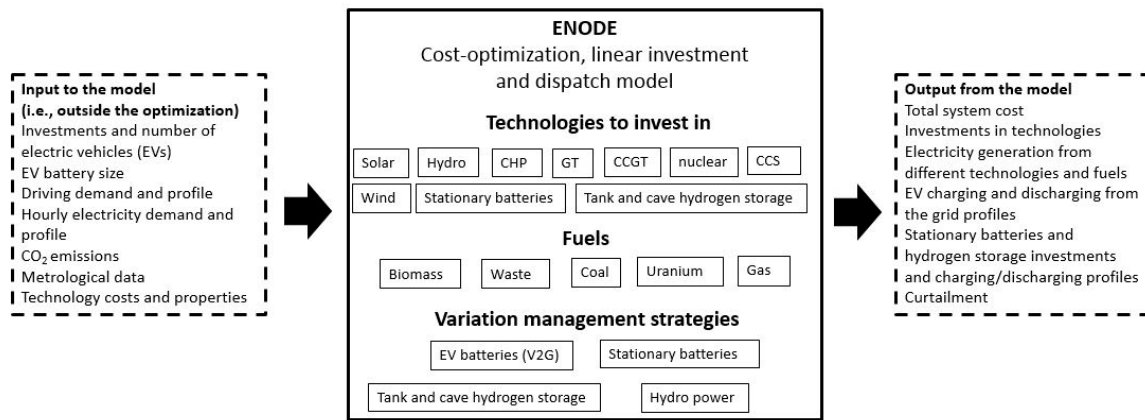 Input to the model
(i.e., outside the optimization)
Investments and number of
electric vehicles (EVs)
EV battery size
Driving demand and profile
Hourly electricity demand and
profile
CO₂ emissions
Metrological data
Technology costs and properties
ENODE
Cost-optimization, linear investment
and dispatch model
Technologies to invest in
Solar Hydro CHP GT CCGT nuclear CCS
Wind Stationary batteries Tank and cave hydrogen storage
Fuels
Biomass Waste Coal Uranium Gas
Variation management strategies
EV batteries (V2G) Stationary batteries
Tank and cave hydrogen storage Hydro power
Output from the model
Total system cost
Investments in technologies
Electricity generation from
different technologies and fuels
EV charging and discharging from
the grid profiles
Stationary batteries and
hydrogen storage investments
and charging/discharging profiles
Curtailment